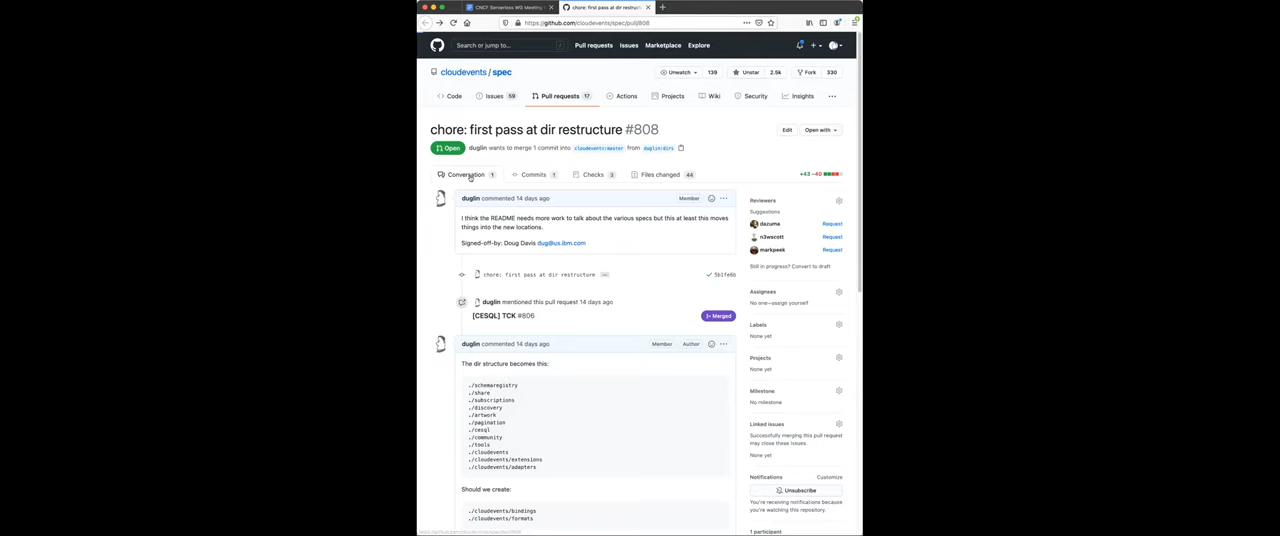 CNCF Serverless WG Meeting
chore: first pass at dir restruct
https://github.com/cloudevents/spec/pull/808
Search or jump to...
/
Pull requests
Issues
Marketplace
Explore
cloudevents / spec
Unwatch
139
Unstar
2.5k
Fork
330
Code
Issues
59
Pull requests
17
Actions
Projects
Wiki
Security
Insights
chore: first pass at dir restructure #808
Edit
Open with
Open
duglin wants to merge 1 commit into cloudevents:master from duglin:dirs
Conversation
1
Commits
1
Checks
3
Files changed
44
+43 −40
duglin commented 14 days ago
Member
I think the README needs more work to talk about the various specs but this at least this moves
things into the new locations.
Signed-off-by: Doug Davis dug@us.ibm.com
chore: first pass at dir restructure
5b1fe6b
duglin mentioned this pull request 14 days ago
[CESQL] TCK #806
Merged
duglin commented 14 days ago
Member
Author
The dir structure becomes this:
./schemaregistry
./share
./subscriptions
./discovery
./artwork
./pagination
./cesql
./community
./tools
./cloudevents
./cloudevents/extensions
./cloudevents/adapters
Should we create:
./cloudevents/bindings
./cloudevents/formats
Reviewers
Suggestions
dazuma
Request
n3wscott
Request
markpeek
Request
Still in progress? Convert to draft
Assignees
No one—assign yourself
Labels
None yet
Projects
None yet
Milestone
No milestone
Linked issues
Successfully merging this pull request
may close these issues.
None yet
Notifications
Customize
Unsubscribe
You're receiving notifications because
you're watching this repository.
1 participant
https://github.com/cloudevents/spec/pull/808